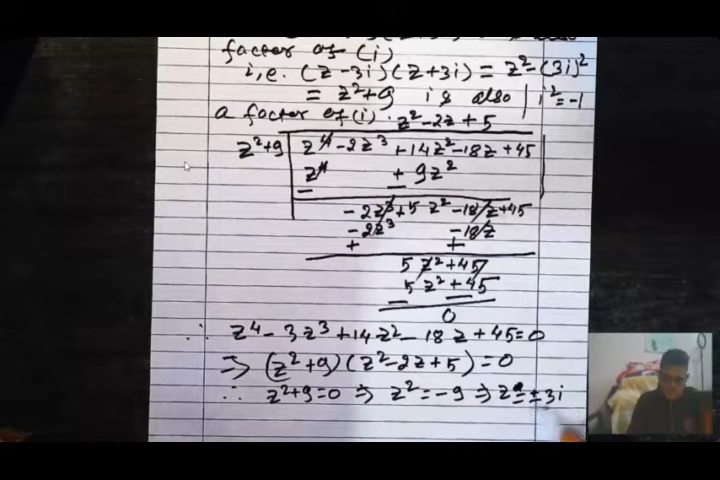 factor of (i)
i,e. (z-3i)(z+3i) = z²-(3i)²
= z²+9 is also | i²=-1
a factor of (i). z²-2z+5
z²+9 | z⁴-2z³+14z²-18z+45
z⁴ + 9z²
- -
-2z³+5z²-18z+45
-2z³ -18z
+ +
5z²+45
5z²+45
- -
0
∴ z⁴-3z³+14z²-18z+45=0
⇒ (z²+9)(z²-2z+5)=0
∴ z²+9=0 ⇒ z²=-9 ⇒ z=±3i